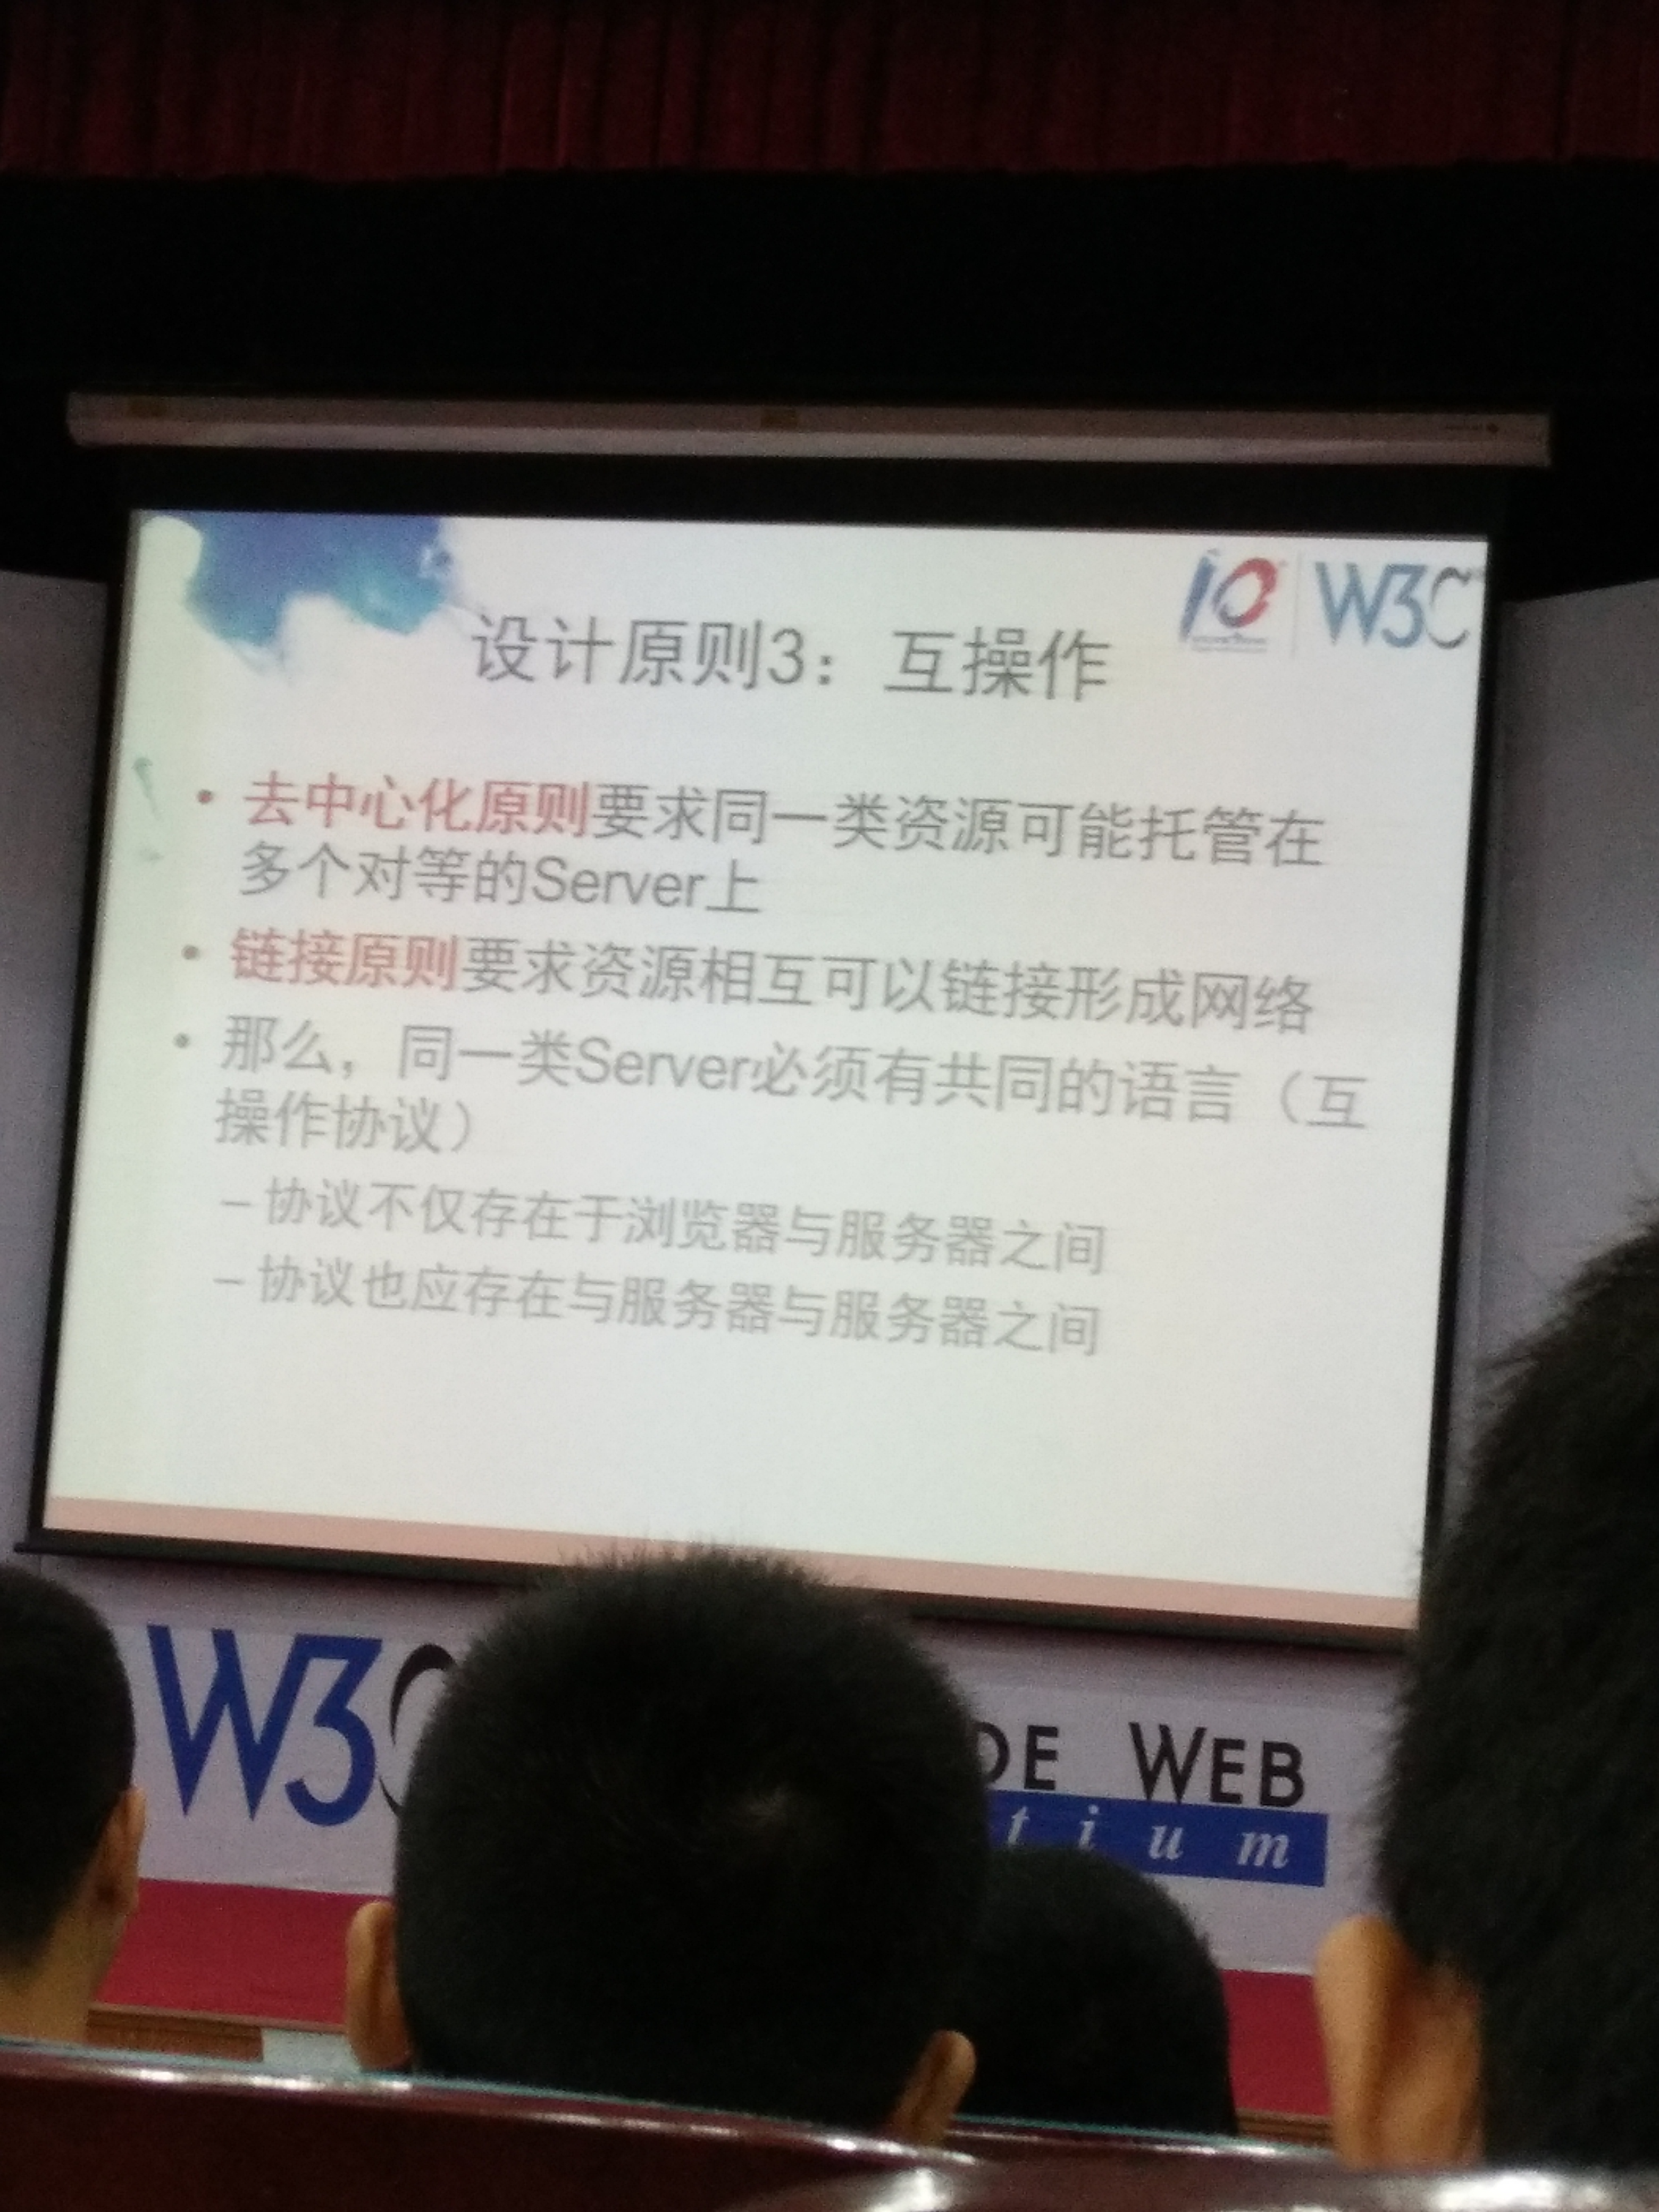 10 W3C
设计原则3：互操作
• 去中心化原则要求同一类资源可能托管在
多个对等的Server上
• 链接原则要求资源相互可以链接形成网络
• 那么，同一类Server必须有共同的语言（互
操作协议）
– 协议不仅存在于浏览器与服务器之间
– 协议也应存在与服务器与服务器之间
W3C
DE WEB
tium